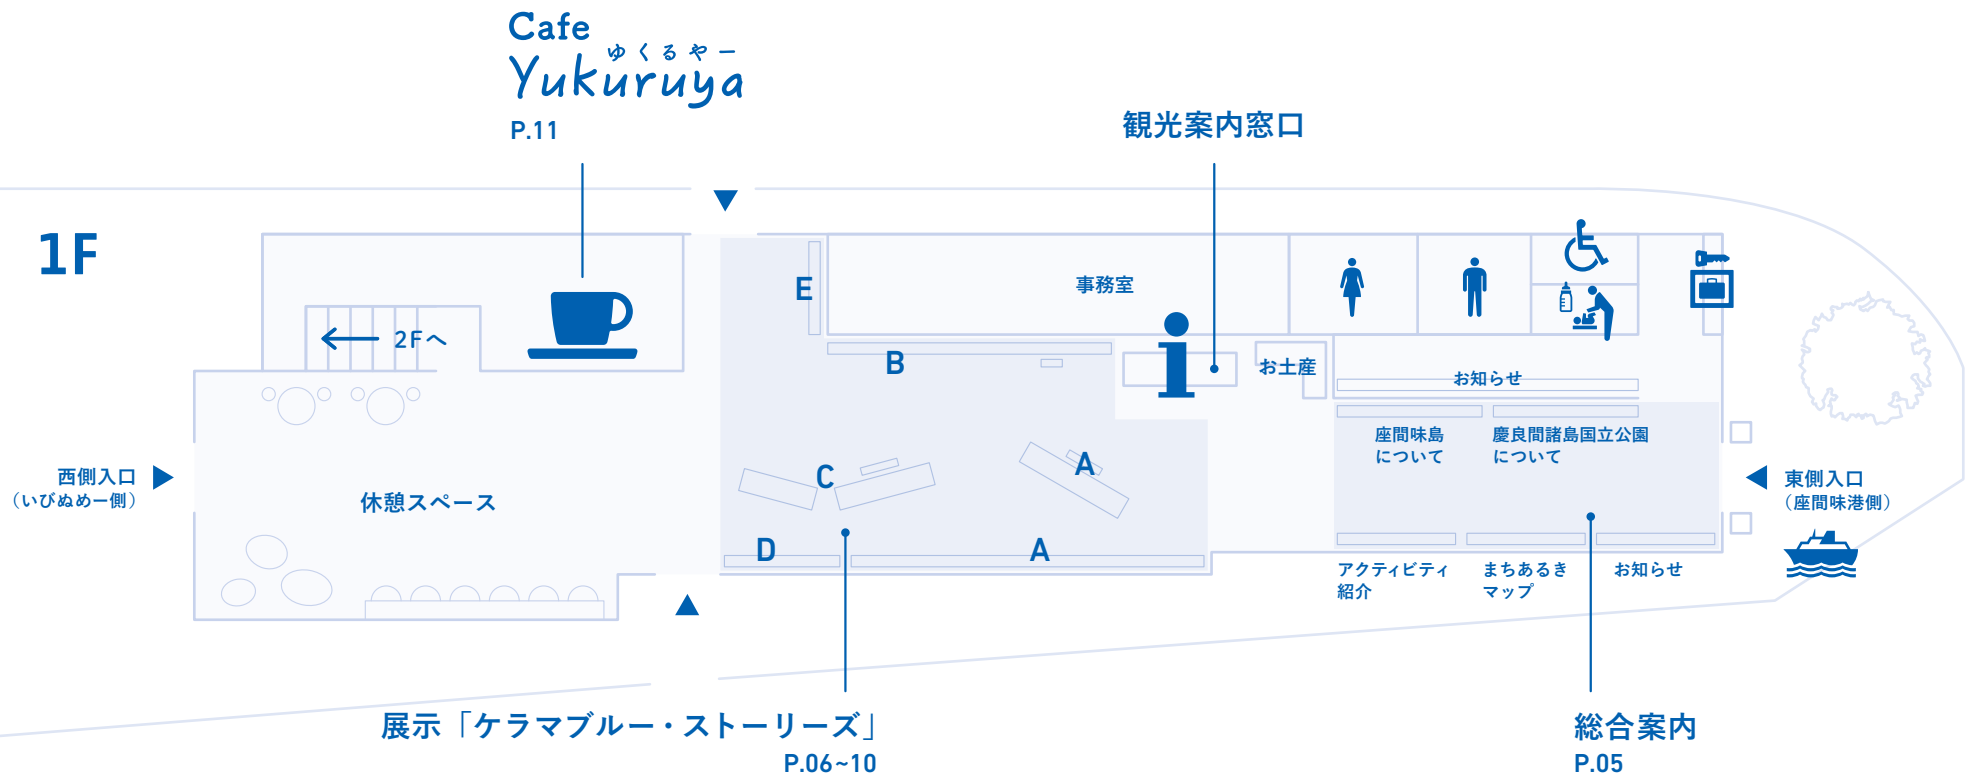 Cafe
ゆくるやー
Yukuruya
P.11
観光案内窓口
1F
E
事務室
2Fへ
B
お土産
お知らせ
座間味島
について
慶良間諸島国立公園
について
C
A
西側入口
（いびぬめー側）
休憩スペース
東側入口
（座間味港側）
D
A
アクティビティ
紹介
まちあるき
マップ
お知らせ
展示「ケラマブルー・ストーリーズ」
P.06~10
総合案内
P.05